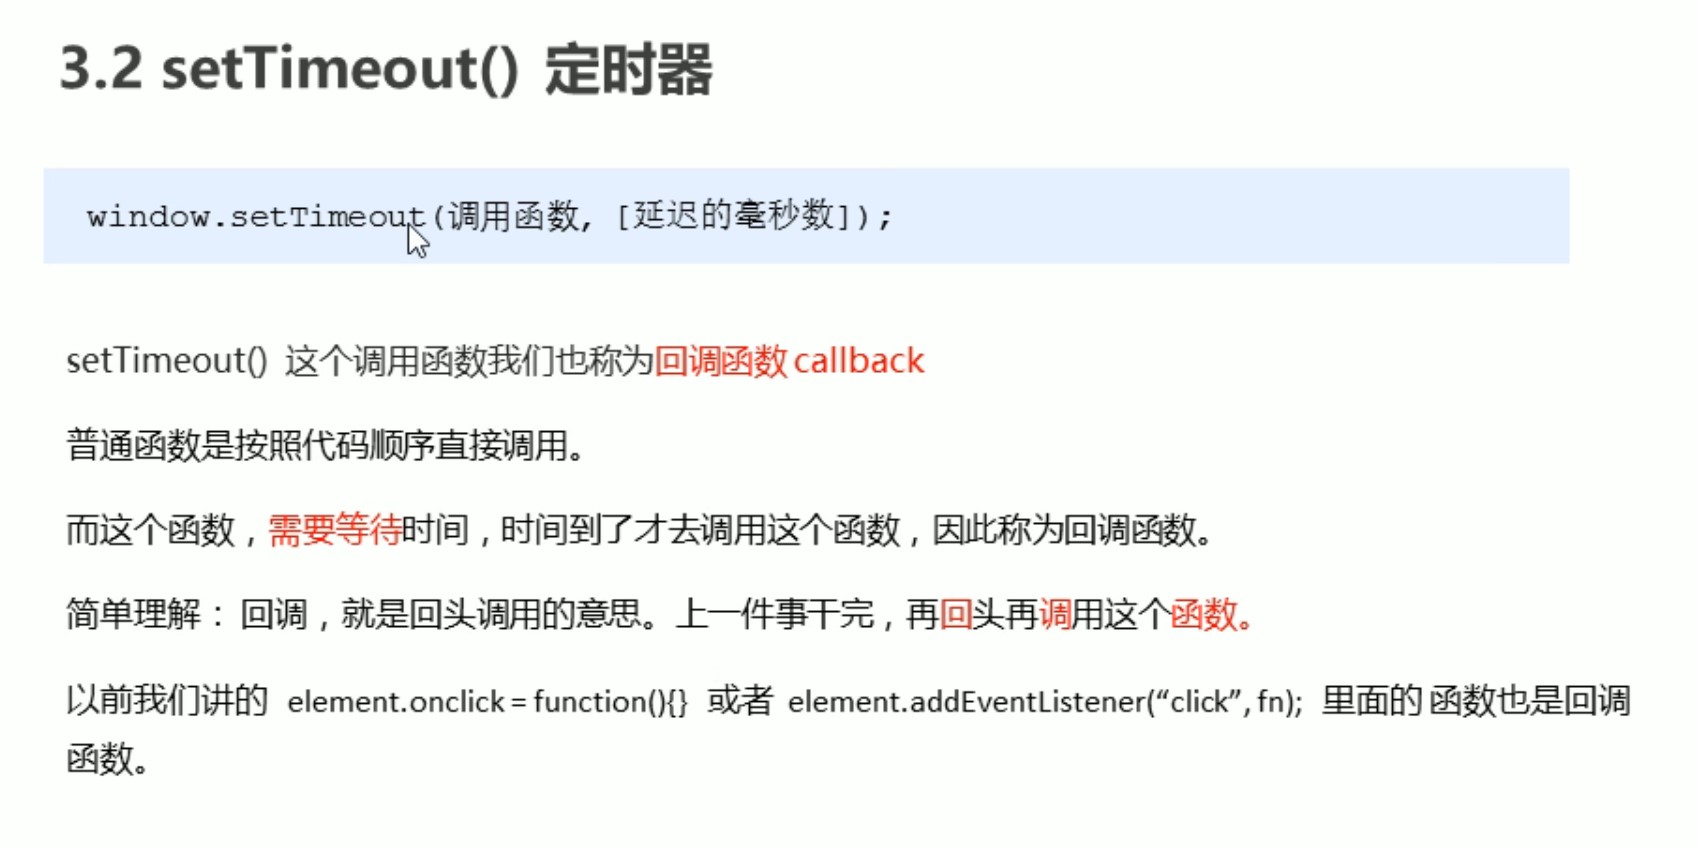 3.2 setTimeout() 定时器
window.setTimeout(调用函数, [延迟的毫秒数]);
setTimeout() 这个调用函数我们也称为回调函数 callback
普通函数是按照代码顺序直接调用。
而这个函数，需要等待时间，时间到了才去调用这个函数，因此称为回调函数。
简单理解： 回调，就是回头调用的意思。上一件事干完，再回头再调用这个函数。
以前我们讲的 element.onclick = function(){} 或者 element.addEventListener(“click”, fn); 里面的 函数也是回调
函数。